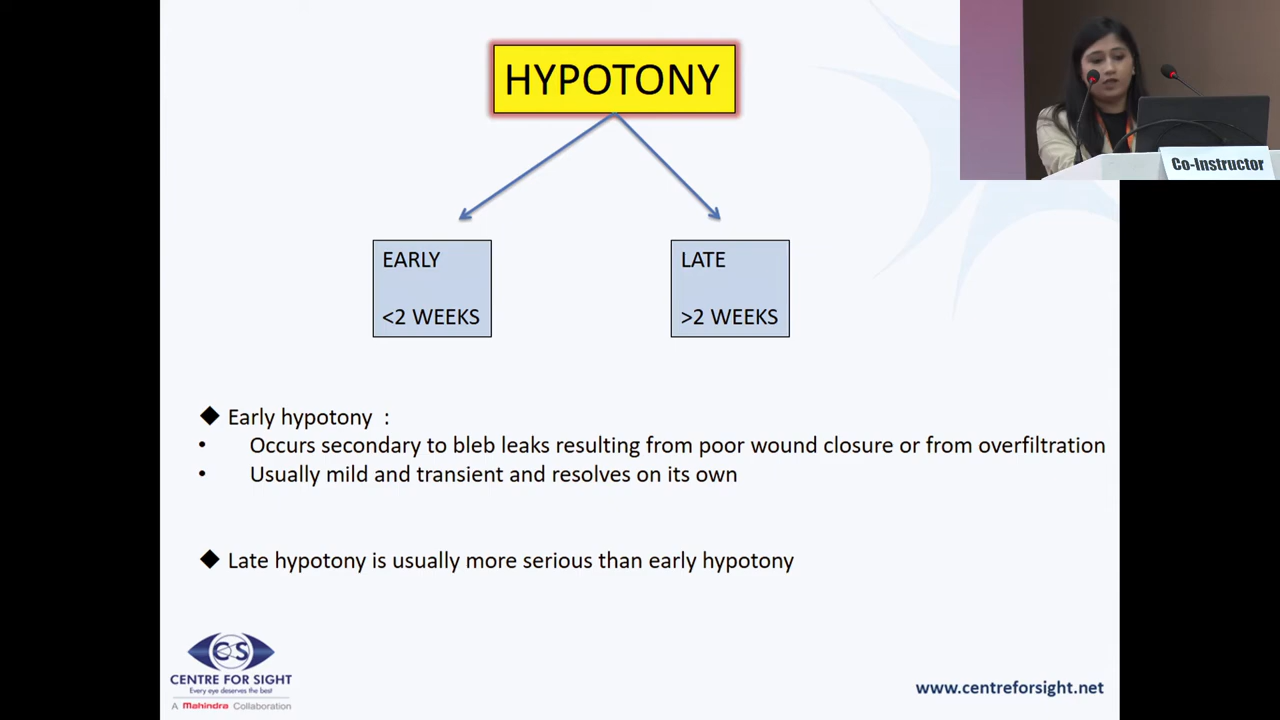 HYPOTONY
Co-Instructor
EARLY
<2 WEEKS
LATE
>2 WEEKS
◆ Early hypotony :
• Occurs secondary to bleb leaks resulting from poor wound closure or from overfiltration
• Usually mild and transient and resolves on its own
◆ Late hypotony is usually more serious than early hypotony
CS
CENTRE FOR SIGHT
Every eye deserves the best
A Mahindra Collaboration
www.centreforsight.net